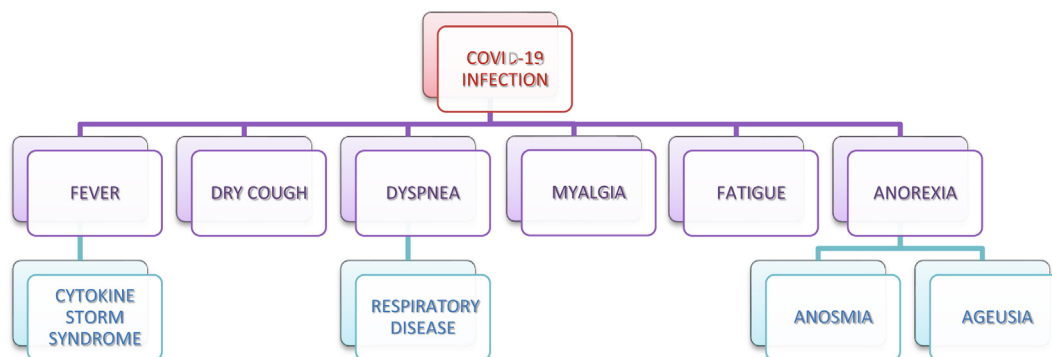 COVID-19
INFECTION
FEVER
DRY COUGH
DYSPNEA
MYALGIA
FATIGUE
ANOREXIA
CYTOKINE
STORM
SYNDROME
RESPIRATORY
DISEASE
ANOSMIA
AGEUSIA